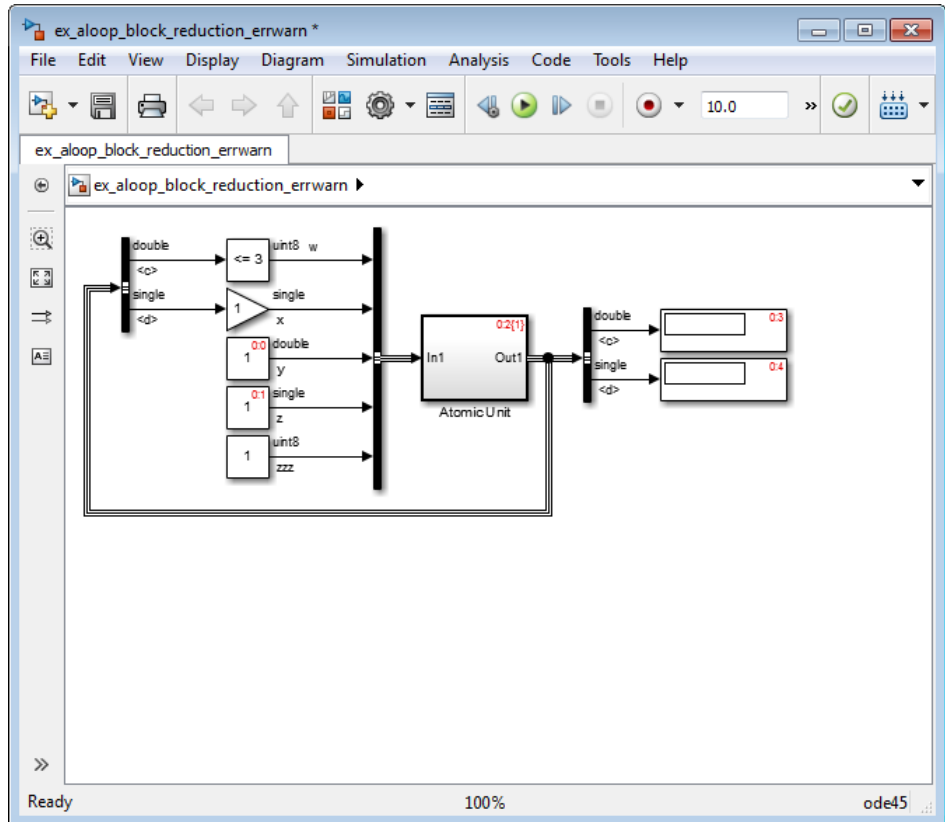 ex_aloop_block_reduction_errwarn *
File Edit View Display Diagram Simulation Analysis Code Tools Help
10.0 »
ex_aloop_block_reduction_errwarn
ex_aloop_block_reduction_errwarn
double
<c>
<= 3
uint8 w
single
<d>
1
single
x
0:0
1
double
y
0:1
1
single
z
1
uint8
zzz
0:2{1}
In1 Out1
Atomic Unit
double
<c>
0:3
single
<d>
0:4
Ready 100% ode45